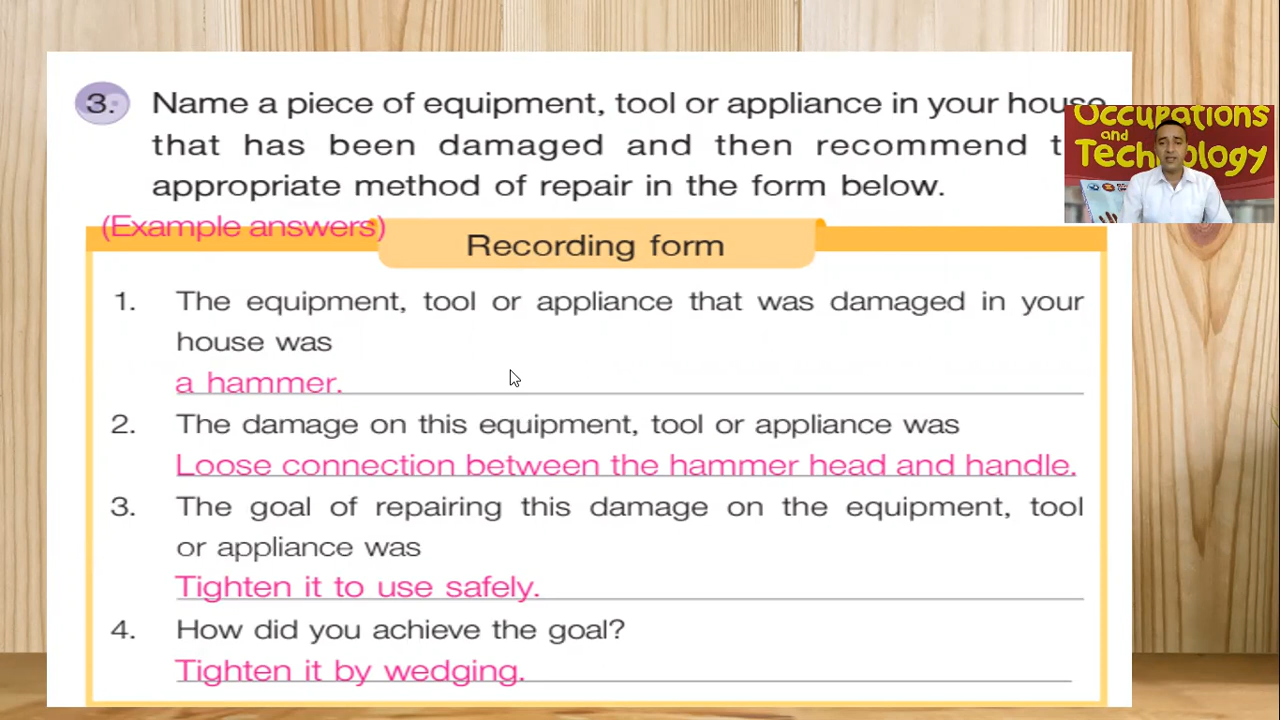 3. Name a piece of equipment, tool or appliance in your house
that has been damaged and then recommend
appropriate method of repair in the form below.
(Example answers)
Recording form
1. The equipment, tool or appliance that was damaged in your
house was
a hammer.
2. The damage on this equipment, tool or appliance was
Loose connection between the hammer head and handle.
3. The goal of repairing this damage on the equipment, tool
or appliance was
Tighten it to use safely.
4. How did you achieve the goal?
Tighten it by wedging.
Occupations
and
Technology